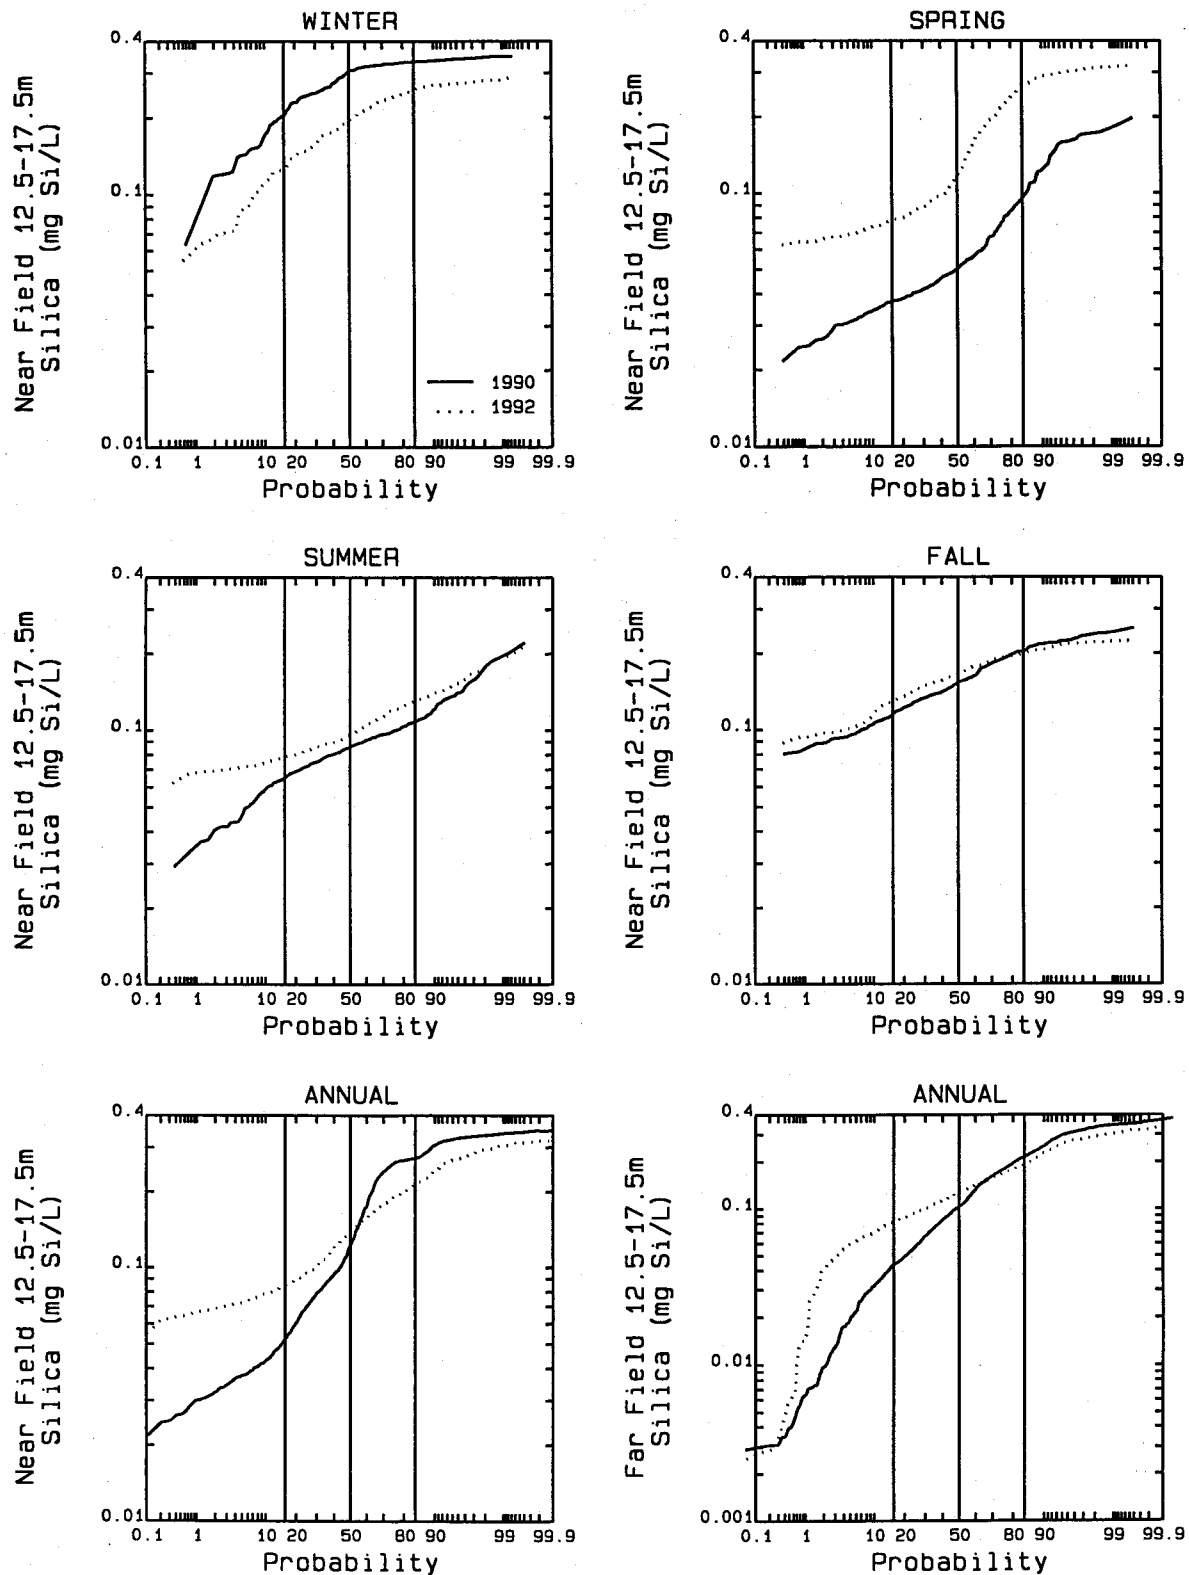 WINTER
0.4
0.1
0.01
Near Field 12.5-17.5m
Silica (mg Si/L)
1990
1992
0.1 1 10 20 50 80 90 99 99.9
Probability
SPRING
0.4
0.1
0.01
Near Field 12.5-17.5m
Silica (mg Si/L)
0.1 1 10 20 50 80 90 99 99.9
Probability
SUMMER
0.4
0.1
0.01
Near Field 12.5-17.5m
Silica (mg Si/L)
0.1 1 10 20 50 80 90 99 99.9
Probability
FALL
0.4
0.1
0.01
Near Field 12.5-17.5m
Silica (mg Si/L)
0.1 1 10 20 50 80 90 99 99.9
Probability
ANNUAL
0.4
0.1
0.01
Near Field 12.5-17.5m
Silica (mg Si/L)
0.1 1 10 20 50 80 90 99 99.9
Probability
ANNUAL
0.4
0.1
0.01
0.001
Far Field 12.5-17.5m
Silica (mg Si/L)
0.1 1 10 20 50 80 90 99 99.9
Probability